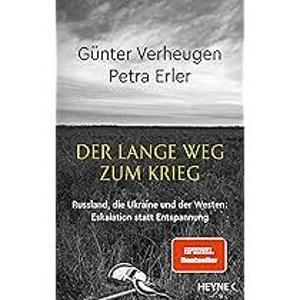 Günter Verheugen
Petra Erler
DER LANGE WEG
ZUM KRIEG
Russland, die Ukraine und der Westen:
Eskalation statt Entspannung
SPIEGEL
Bestseller
HEYNE